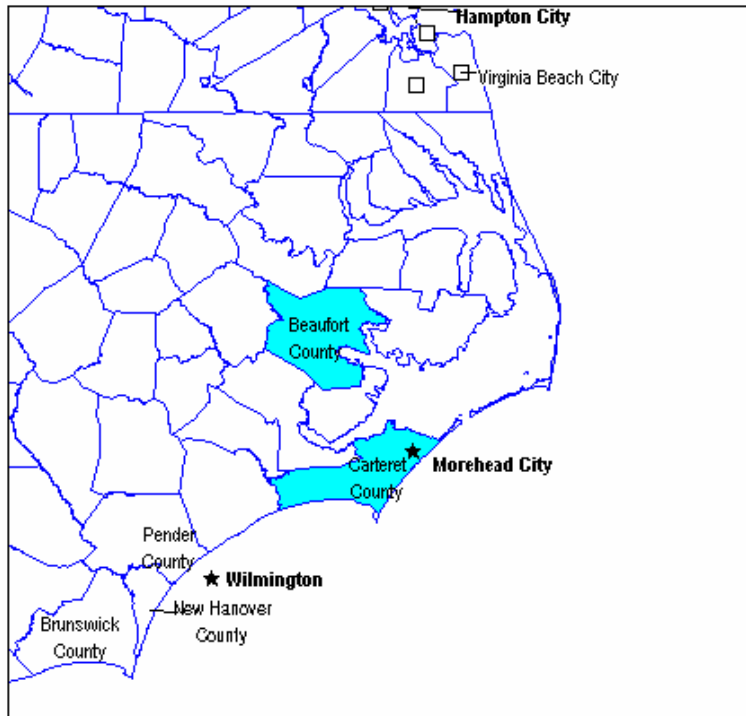 Hampton City
Virginia Beach City
Beaufort
County
Carteret
County
Morehead City
Pender
County
Wilmington
New Hanover
County
Brunswick
County